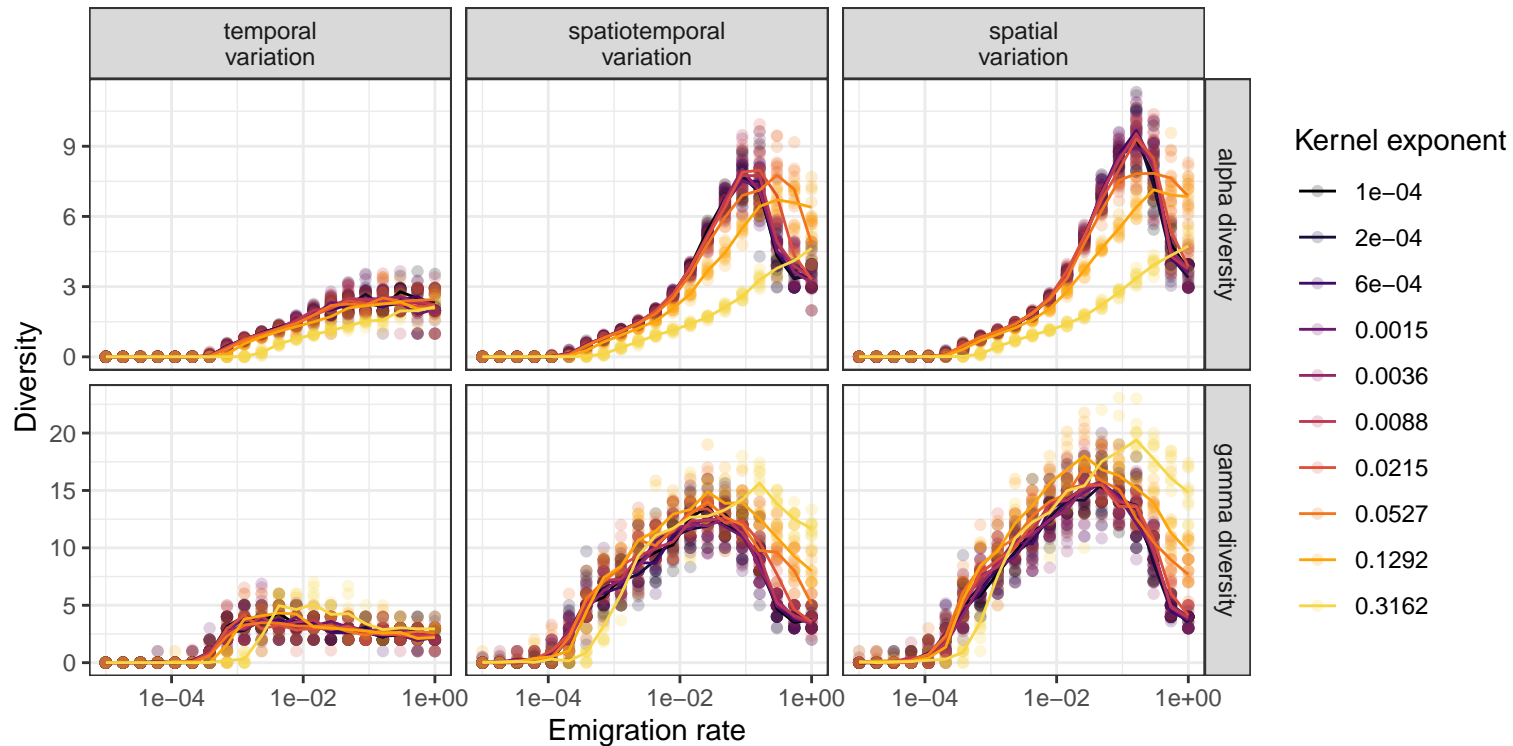 temporal
variation
spatiotemporal
variation
spatial
variation
Diversity
9
6
3
0
alpha diversity
20
15
10
5
0
gamma diversity
1e−04
1e−02
1e+00
1e−04
1e−02
1e+00
1e−04
1e−02
1e+00
Emigration rate
Kernel exponent
1e−04
2e−04
6e−04
0.0015
0.0036
0.0088
0.0215
0.0527
0.1292
0.3162